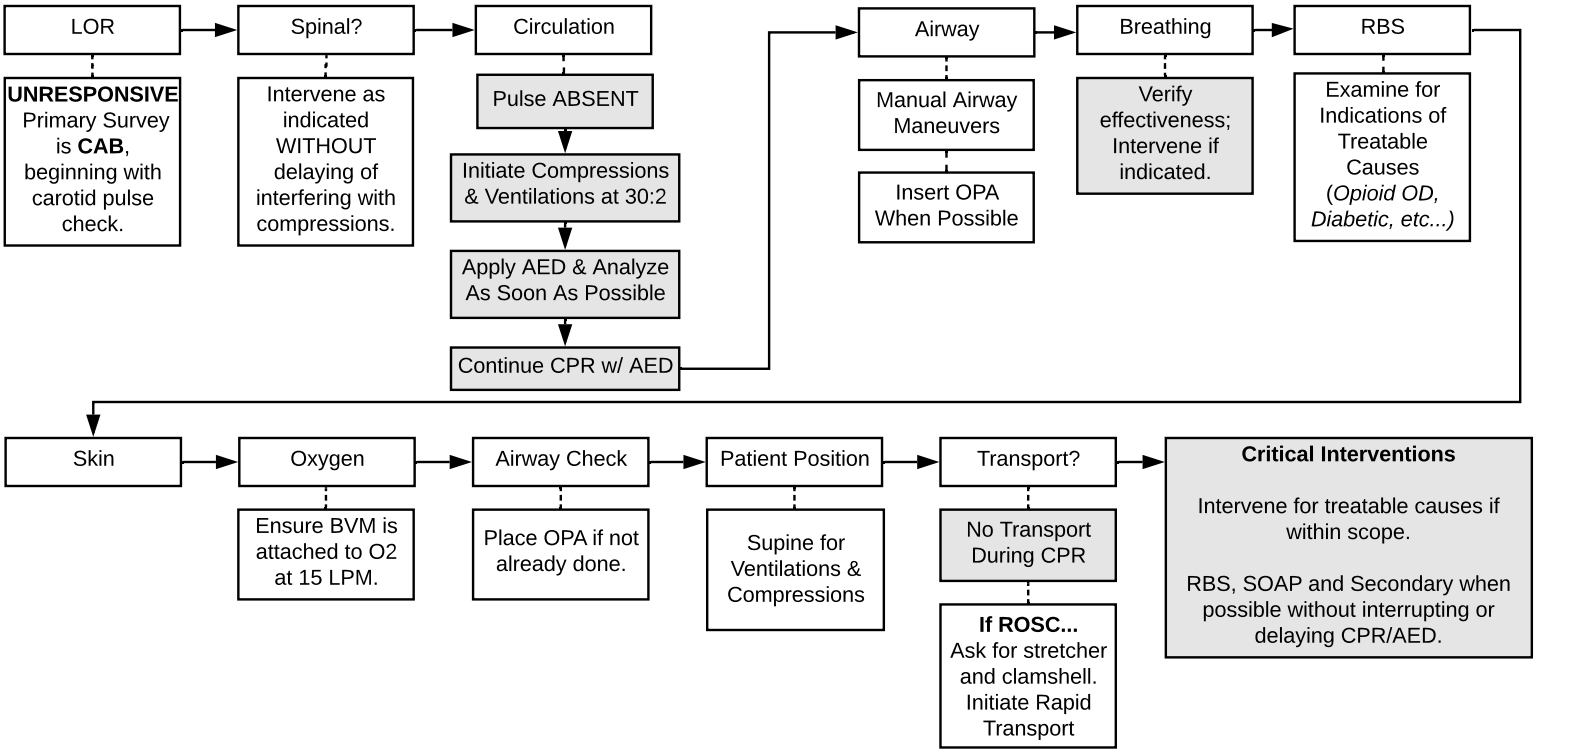 LOR
UNRESPONSIVE
Primary Survey
is CAB,
beginning with
carotid pulse
check.
Spinal?
Intervene as
indicated
WITHOUT
delaying of
interfering with
compressions.
Circulation
Pulse ABSENT
Initiate Compressions
& Ventilations at 30:2
Apply AED & Analyze
As Soon As Possible
Continue CPR w/ AED
Airway
Manual Airway
Maneuvers
Insert OPA
When Possible
Breathing
Verify
effectiveness;
Intervene if
indicated.
RBS
Examine for
Indications of
Treatable
Causes
(Opioid OD,
Diabetic, etc...)
Skin
Oxygen
Ensure BVM is
attached to O2
at 15 LPM.
Airway Check
Place OPA if not
already done.
Patient Position
Supine for
Ventilations &
Compressions
Transport?
No Transport
During CPR
If ROSC...
Ask for stretcher
and clamshell.
Initiate Rapid
Transport
Critical Interventions
Intervene for treatable causes if
within scope.
RBS, SOAP and Secondary when
possible without interrupting or
delaying CPR/AED.